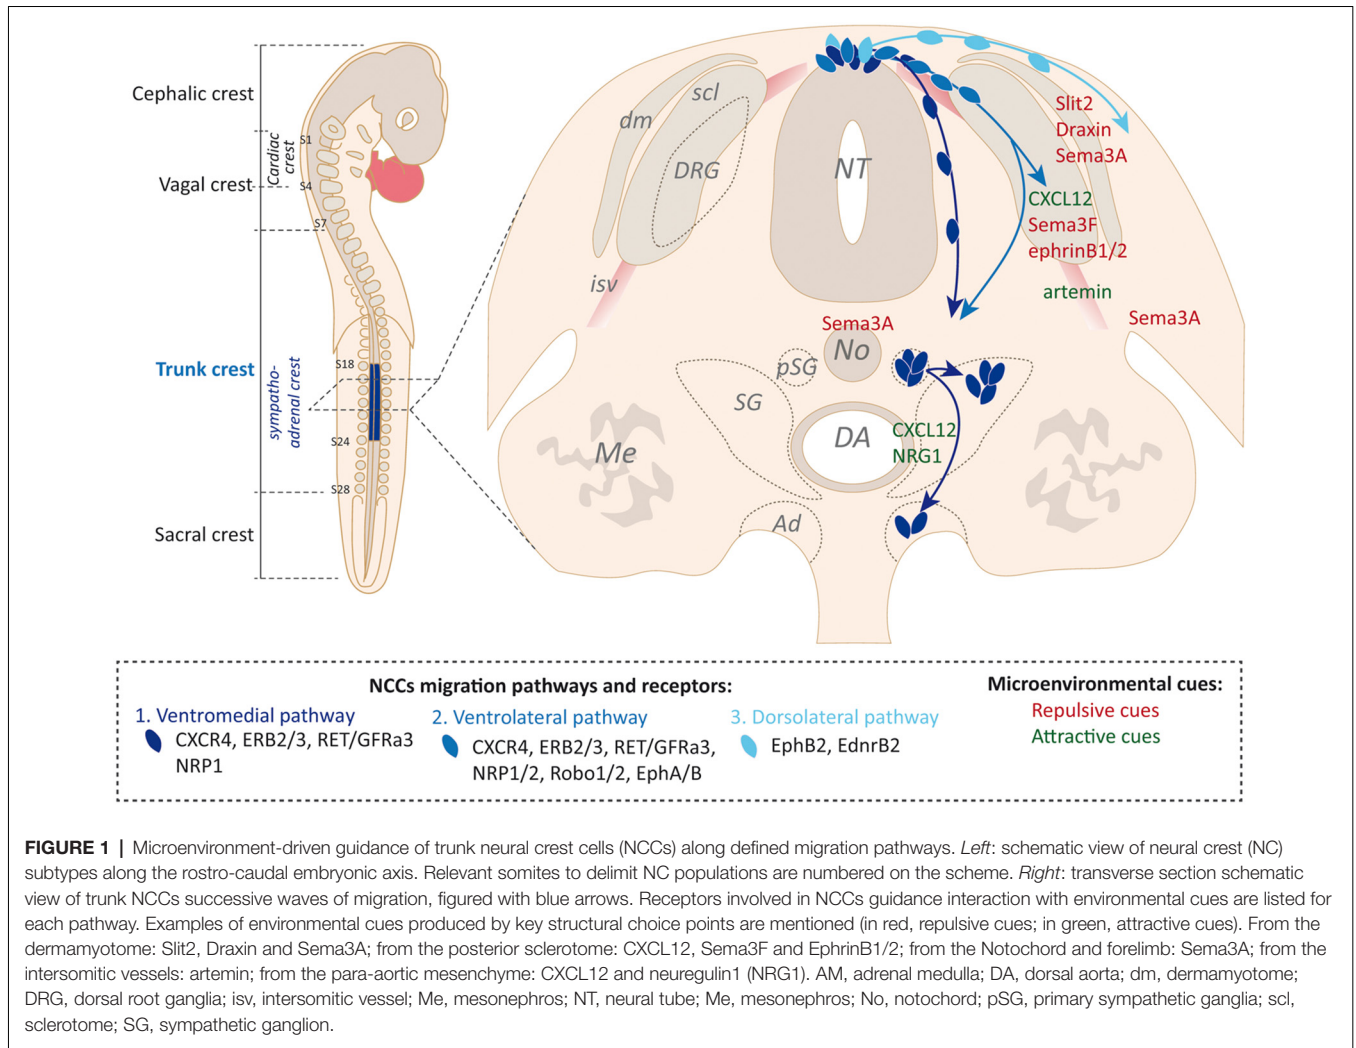 Cephalic crest
Cardiac
crest
Vagal crest
S1
S4
S7
Trunk crest
sympatho-
adrenal crest
S18
S24
S28
Sacral crest
scl
dm
DRG
NT
isv
Slit2
Draxin
Sema3A
CXCL12
Sema3F
ephrinB1/2
artemin
Sema3A
Sema3A
No
pSG
SG
DA
CXCL12
NRG1
Me
Ad
NCCs migration pathways and receptors:
1. Ventromedial pathway
CXCR4, ERB2/3, RET/GFRa3
NRP1
2. Ventrolateral pathway
CXCR4, ERB2/3, RET/GFRa3,
NRP1/2, Robo1/2, EphA/B
3. Dorsolateral pathway
EphB2, EdnrB2
Microenvironmental cues:
Repulsive cues
Attractive cues
FIGURE 1 | Microenvironment-driven guidance of trunk neural crest cells (NCCs) along defined migration pathways. Left: schematic view of neural crest (NC)
subtypes along the rostro-caudal embryonic axis. Relevant somites to delimit NC populations are numbered on the scheme. Right: transverse section schematic
view of trunk NCCs successive waves of migration, figured with blue arrows. Receptors involved in NCCs guidance interaction with environmental cues are listed for
each pathway. Examples of environmental cues produced by key structural choice points are mentioned (in red, repulsive cues; in green, attractive cues). From the
dermamyotome: Slit2, Draxin and Sema3A; from the posterior sclerotome: CXCL12, Sema3F and EphrinB1/2; from the Notochord and forelimb: Sema3A; from the
intersomitic vessels: artemin; from the para-aortic mesenchyme: CXCL12 and neuregulin1 (NRG1). AM, adrenal medulla; DA, dorsal aorta; dm, dermamyotome;
DRG, dorsal root ganglia; isv, intersomitic vessel; Me, mesonephros; NT, neural tube; Me, mesonephros; No, notochord; pSG, primary sympathetic ganglia; scl,
sclerotome; SG, sympathetic ganglion.